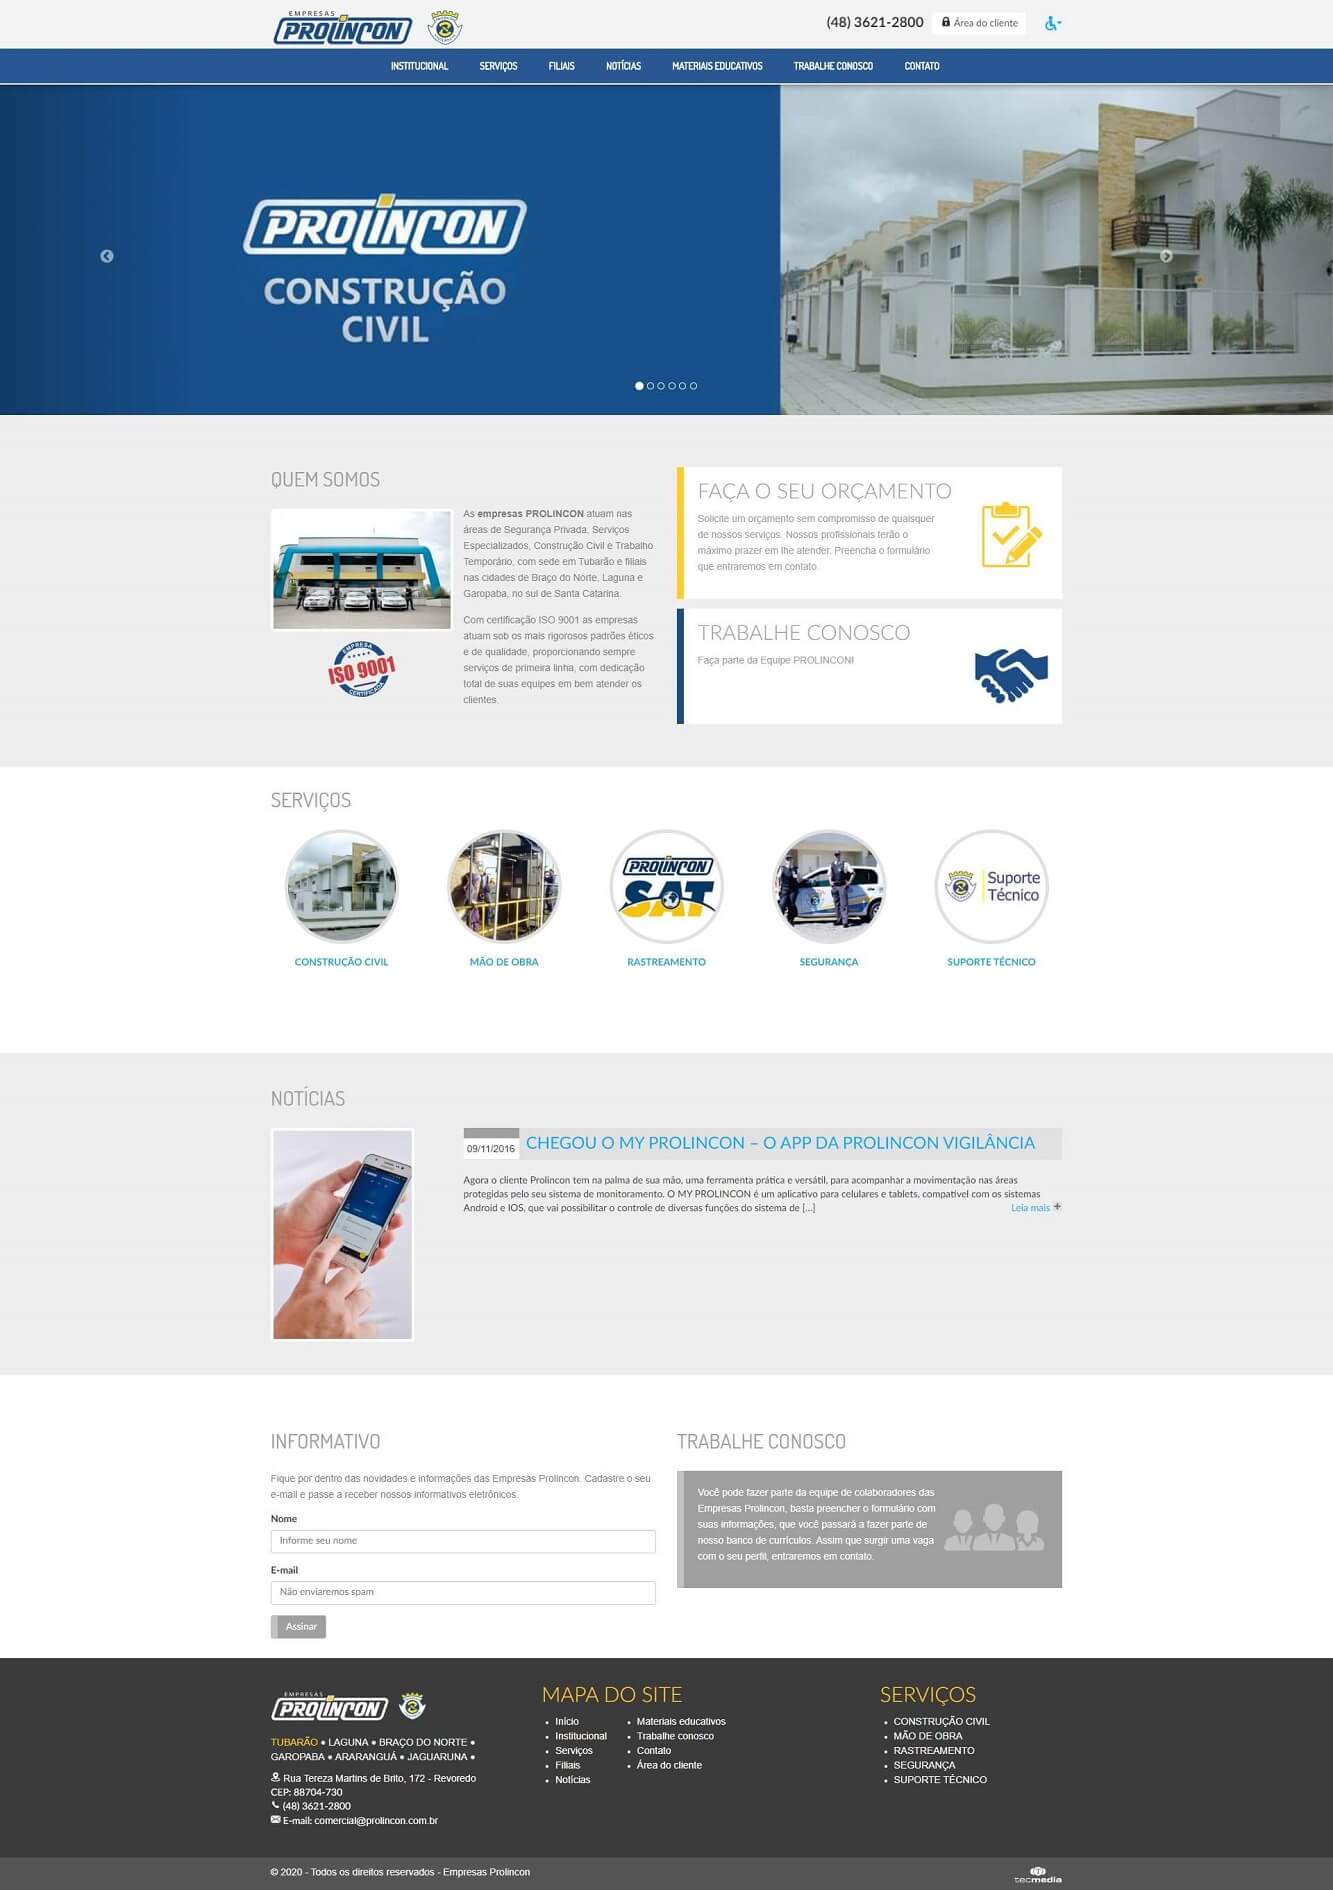 EMPRESAS
PROLINCON
(48) 3621-2800
Área do cliente
INSTITUCIONAL
SERVIÇOS
FILIAIS
NOTÍCIAS
MATERIAIS EDUCATIVOS
TRABALHE CONOSCO
CONTATO
PROLINCON
CONSTRUÇÃO
CIVIL
QUEM SOMOS
EMPRESA
ISO 9001
CERTIFICADA
As empresas PROLINCON atuam nas
áreas de Segurança Privada, Serviços
Especializados, Construção Civil e Trabalho
Temporário, com sede em Tubarão e filiais
nas cidades de Braço do Norte, Laguna e
Garopaba, no sul de Santa Catarina.
Com certificação ISO 9001 as empresas
atuam sob os mais rigorosos padrões éticos
e de qualidade, proporcionando sempre
serviços de primeira linha, com dedicação
total de suas equipes em bem atender os
clientes.
FAÇA O SEU ORÇAMENTO
Solicite um orçamento sem compromisso de quaisquer
de nossos serviços. Nossos profissionais terão o
máximo prazer em lhe atender. Preencha o formulário
que entraremos em contato.
TRABALHE CONOSCO
Faça parte da Equipe PROLINCON!
SERVIÇOS
PROLINCON
SAT
Suporte
Técnico
CONSTRUÇÃO CIVIL
MÃO DE OBRA
RASTREAMENTO
SEGURANÇA
SUPORTE TÉCNICO
NOTÍCIAS
09/11/2016
CHEGOU O MY PROLINCON – O APP DA PROLINCON VIGILÂNCIA
Agora o cliente Prolincon tem na palma de sua mão, uma ferramenta prática e versátil, para acompanhar a movimentação nas áreas
protegidas pelo seu sistema de monitoramento. O MY PROLINCON é um aplicativo para celulares e tablets, compatível com os sistemas
Android e IOS, que vai possibilitar o controle de diversas funções do sistema de [...]
Leia mais +
INFORMATIVO
Fique por dentro das novidades e informações das Empresas Prolincon. Cadastre o seu
e-mail e passe a receber nossos informativos eletrônicos.
Nome
Informe seu nome
E-mail
Não enviaremos spam
Assinar
TRABALHE CONOSCO
Você pode fazer parte da equipe de colaboradores das
Empresas Prolincon, basta preencher o formulário com
suas informações, que você passará a fazer parte de
nosso banco de currículos. Assim que surgir uma vaga
com o seu perfil, entraremos em contato.
EMPRESAS
PROLINCON
TUBARÃO ● LAGUNA ● BRAÇO DO NORTE ●
GAROPABA ● ARARANGUÁ ● JAGUARUNA ●
Rua Tereza Martins de Brito, 172 - Revoredo
CEP: 88704-730
(48) 3621-2800
E-mail: comercial@prolincon.com.br
MAPA DO SITE
• Início
• Institucional
• Serviços
• Filiais
• Notícias
• Materiais educativos
• Trabalhe conosco
• Contato
• Área do cliente
SERVIÇOS
• CONSTRUÇÃO CIVIL
• MÃO DE OBRA
• RASTREAMENTO
• SEGURANÇA
• SUPORTE TÉCNICO
© 2020 - Todos os direitos reservados - Empresas Prolincon
tecmedia